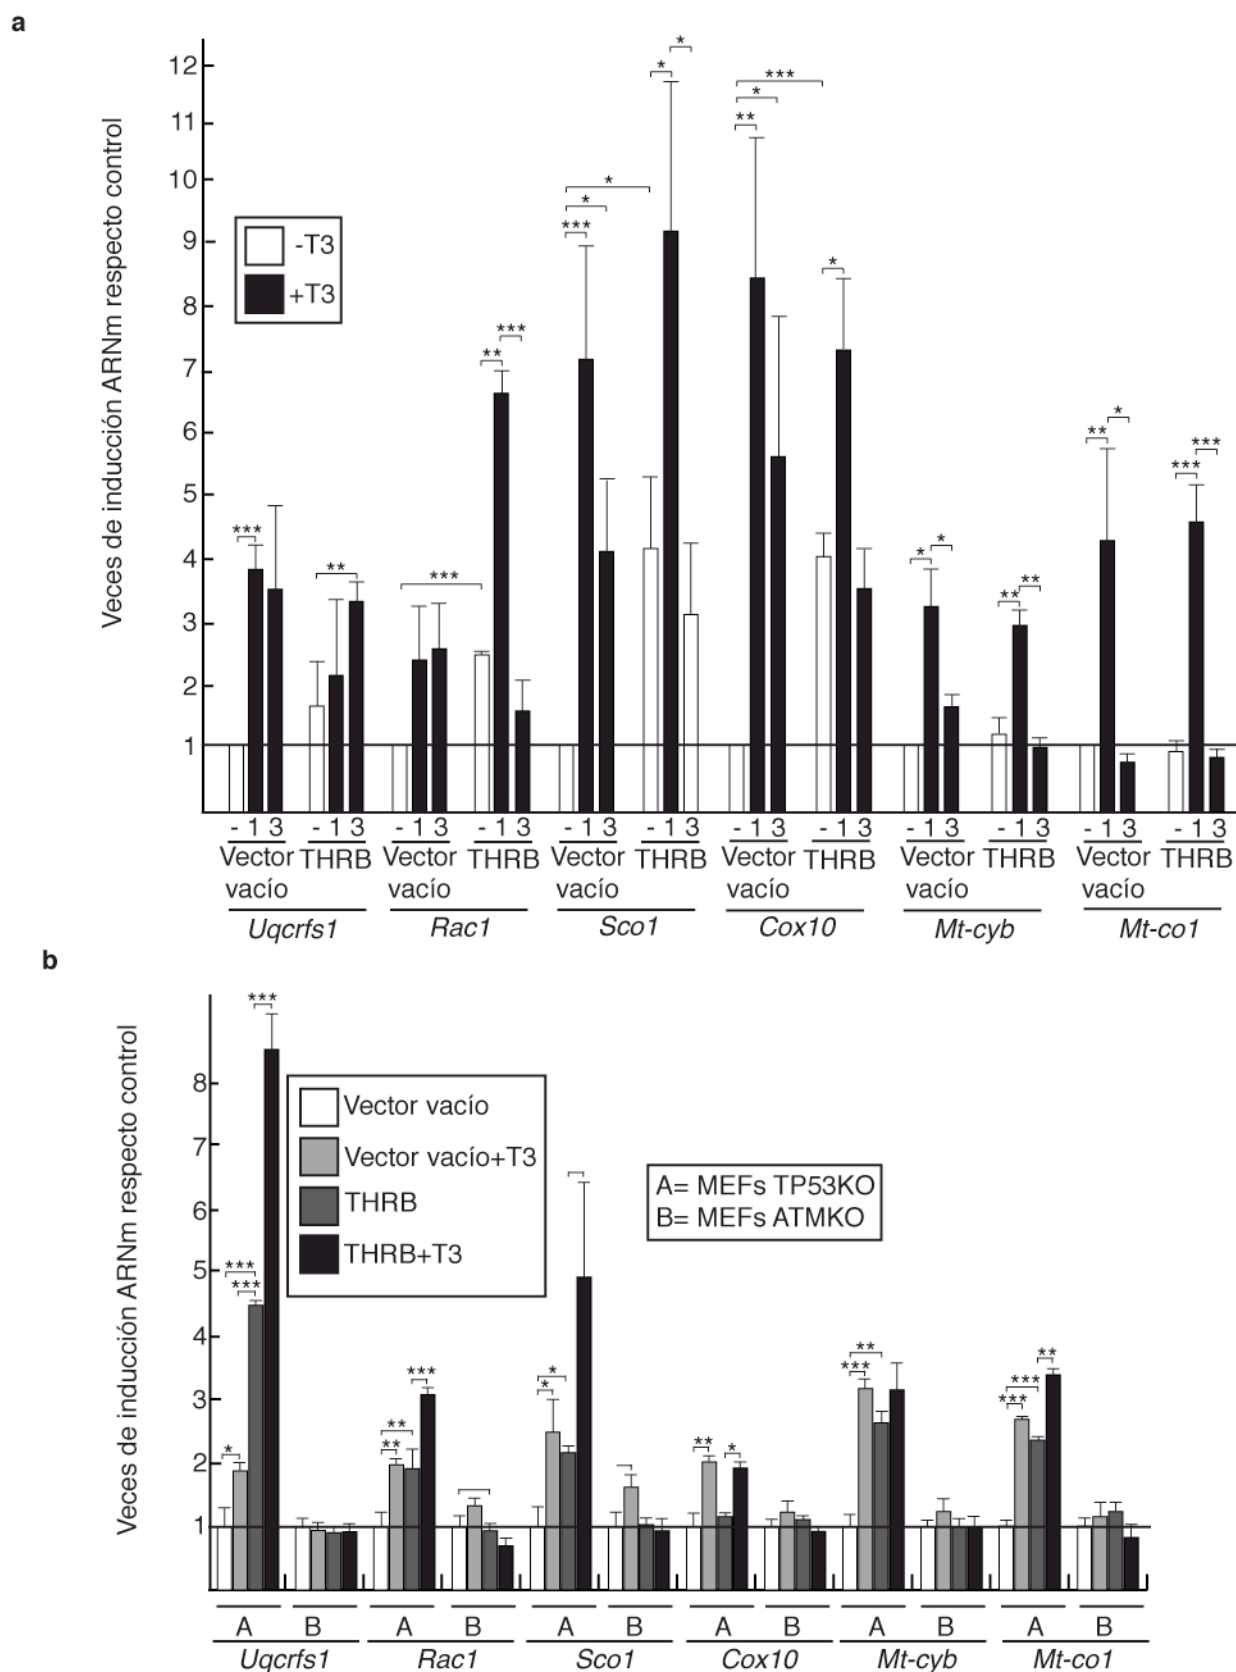 a
Veces de inducción ARNm respecto control
12
11
10
9
8
7
6
5
4
3
2
1
-T3
+T3
*** ** *** ** *** *** * * * * ** * *** * * * ** ** ** * *** ***
- 1 3 - 1 3 - 1 3 - 1 3 - 1 3 - 1 3 - 1 3 - 1 3 - 1 3 - 1 3 - 1 3 - 1 3
Vector vacío THRB Vector vacío THRB Vector vacío THRB Vector vacío THRB Vector vacío THRB Vector vacío THRB
Uqcrfs1 Rac1 Sco1 Cox10 Mt-cyb Mt-co1
b
Veces de inducción ARNm respecto control
8
7
6
5
4
3
2
1
Vector vacío
Vector vacío+T3
THRB
THRB+T3
A= MEFs TP53KO
B= MEFs ATMKO
* *** *** *** ** ** *** * * ** * *** ** *** *** **
A B A B A B A B A B A B
Uqcrfs1 Rac1 Sco1 Cox10 Mt-cyb Mt-co1